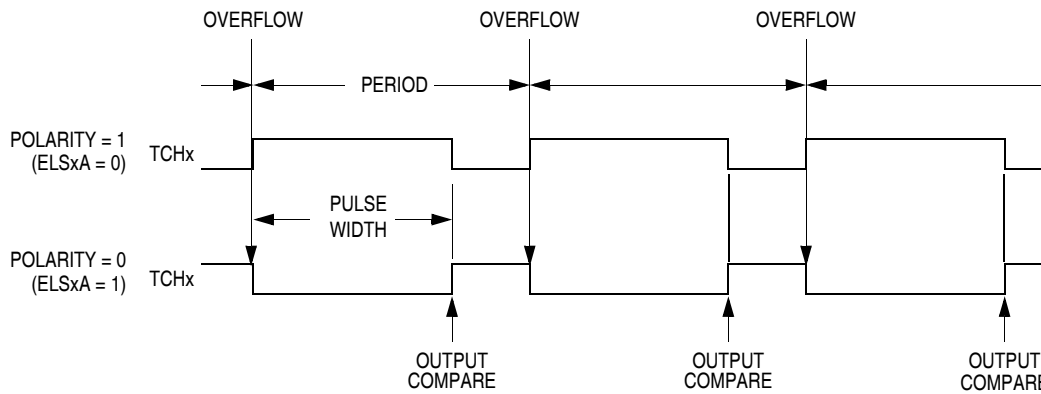 OVERFLOW
OVERFLOW
OVERFLOW
PERIOD
POLARITY = 1
(ELSxA = 0)
TCHx
PULSE
WIDTH
POLARITY = 0
(ELSxA = 1)
TCHx
OUTPUT
COMPARE
OUTPUT
COMPARE
OUTPUT
COMPARE